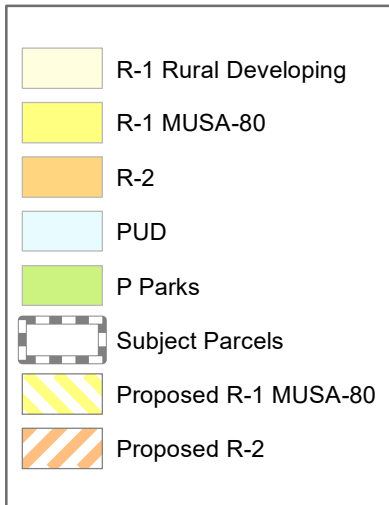 R-1 Rural Developing
R-1 MUSA-80
R-2
PUD
P Parks
Subject Parcels
Proposed R-1 MUSA-80
Proposed R-2